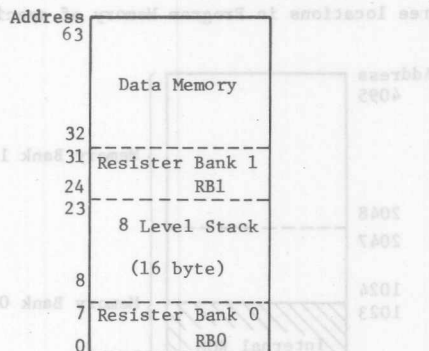 Address
63
Data Memory
32
31
Resister Bank 1
24
RB1
23
8 Level Stack
(16 byte)
8
7
Resister Bank 0
0
RB0